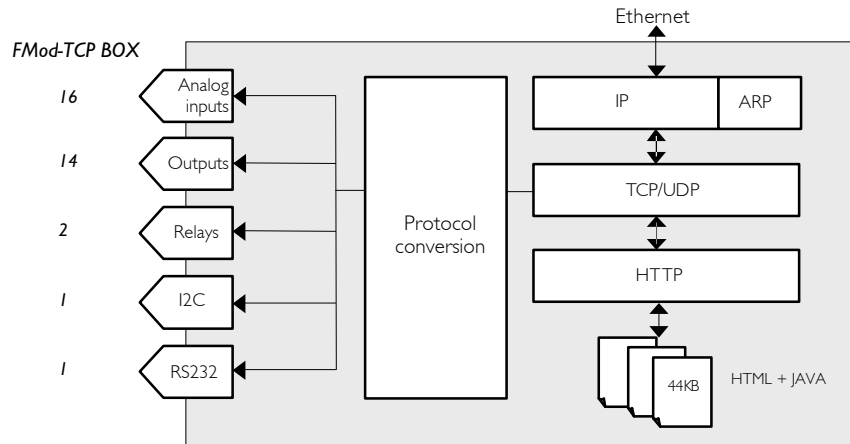 Ethernet
FMod-TCP BOX
16
Analog
inputs
14
Outputs
2
Relays
1
I2C
1
RS232
Protocol
conversion
IP
ARP
TCP/UDP
HTTP
44KB
HTML + JAVA